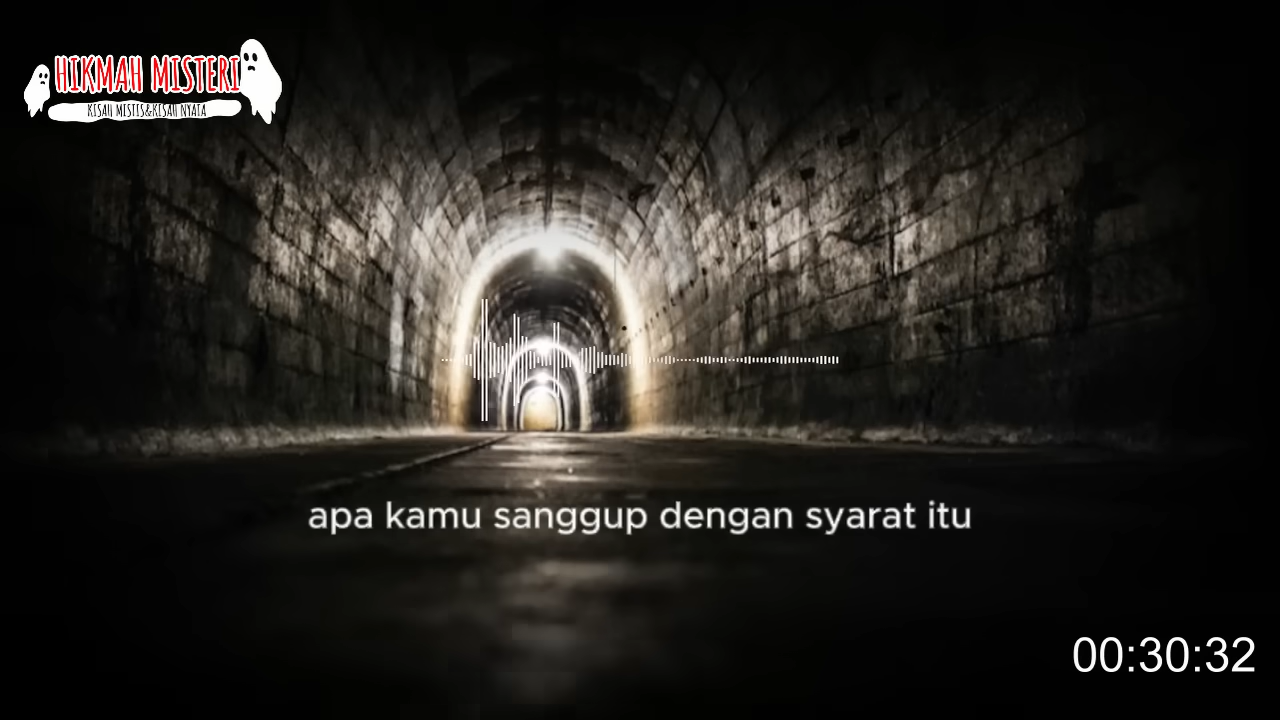 HIKMAH MISTERI
KISAH MISTIS&KISAH NYATA
apa kamu sanggup dengan syarat itu
00:30:32